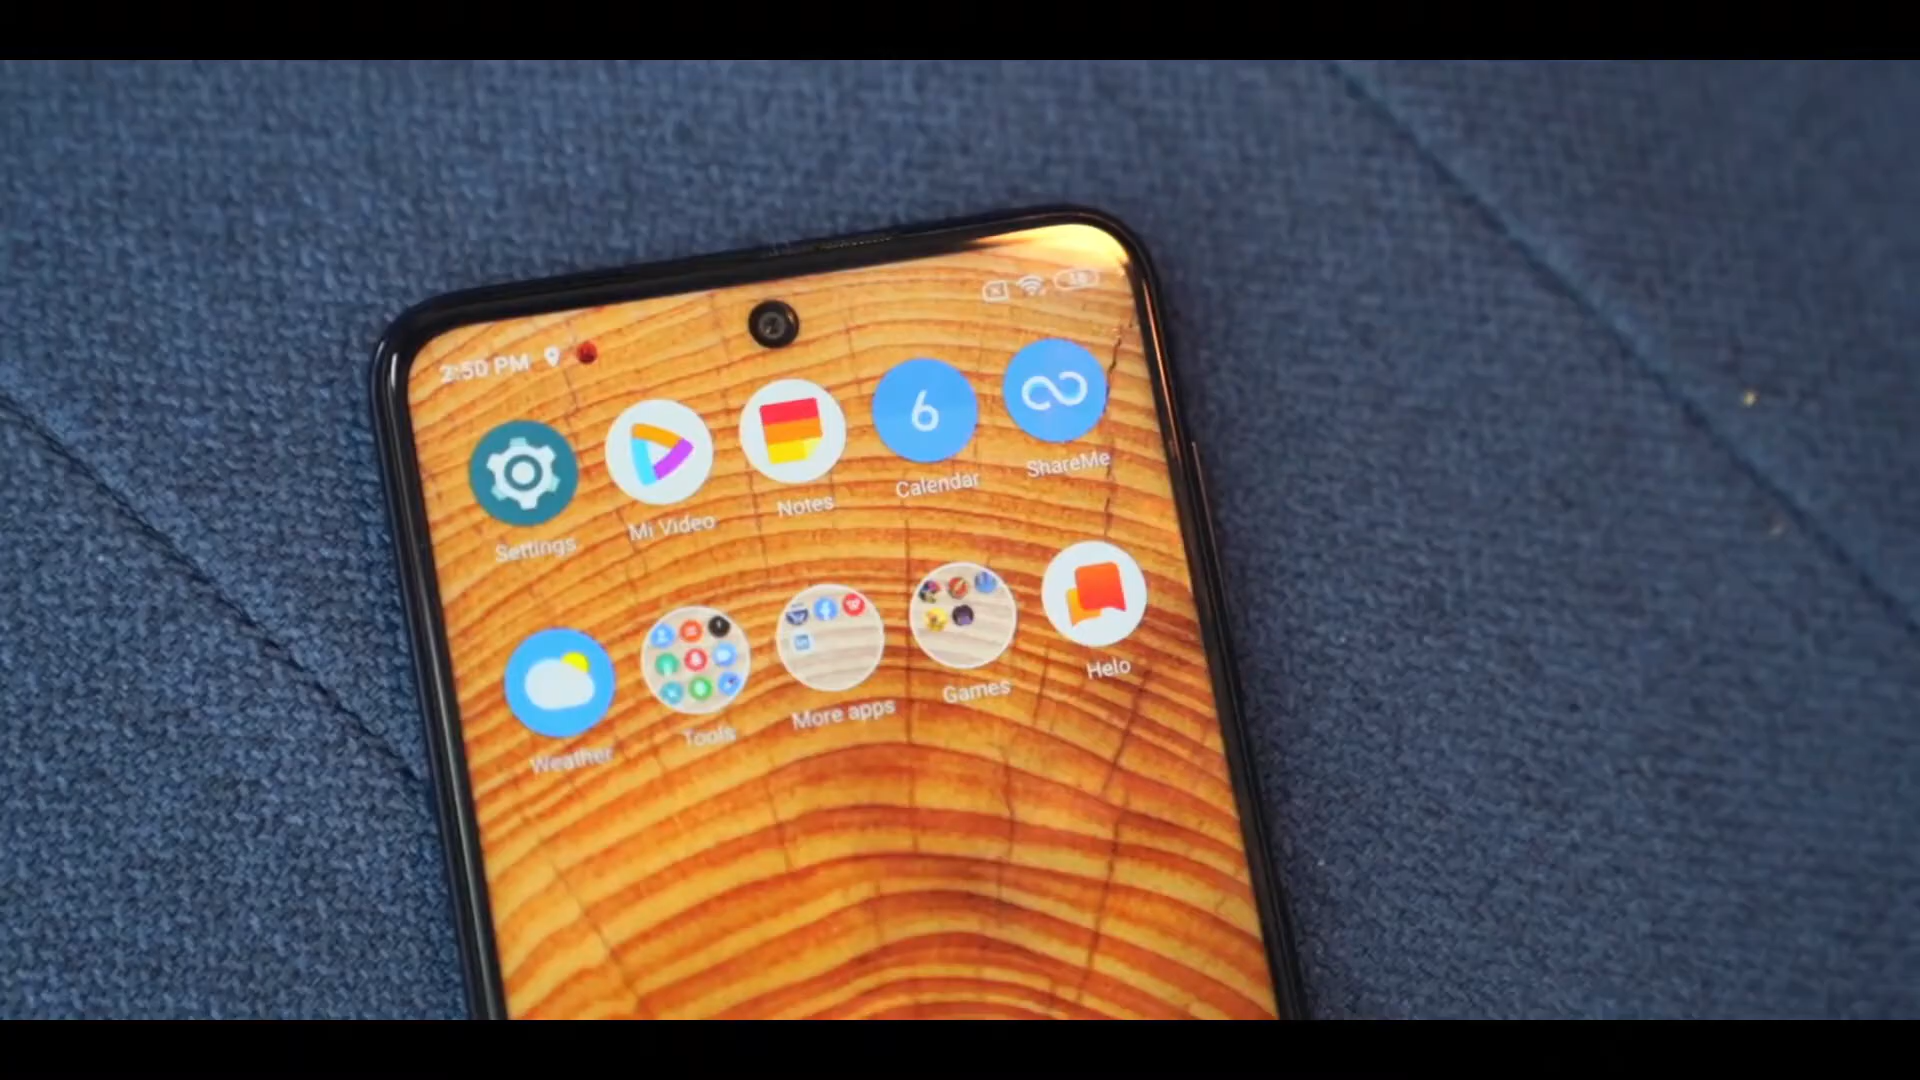 2:50 PM
6
Settings
Mi Video
Notes
Calendar
ShareMe
Weather
Tools
More apps
Games
Helo